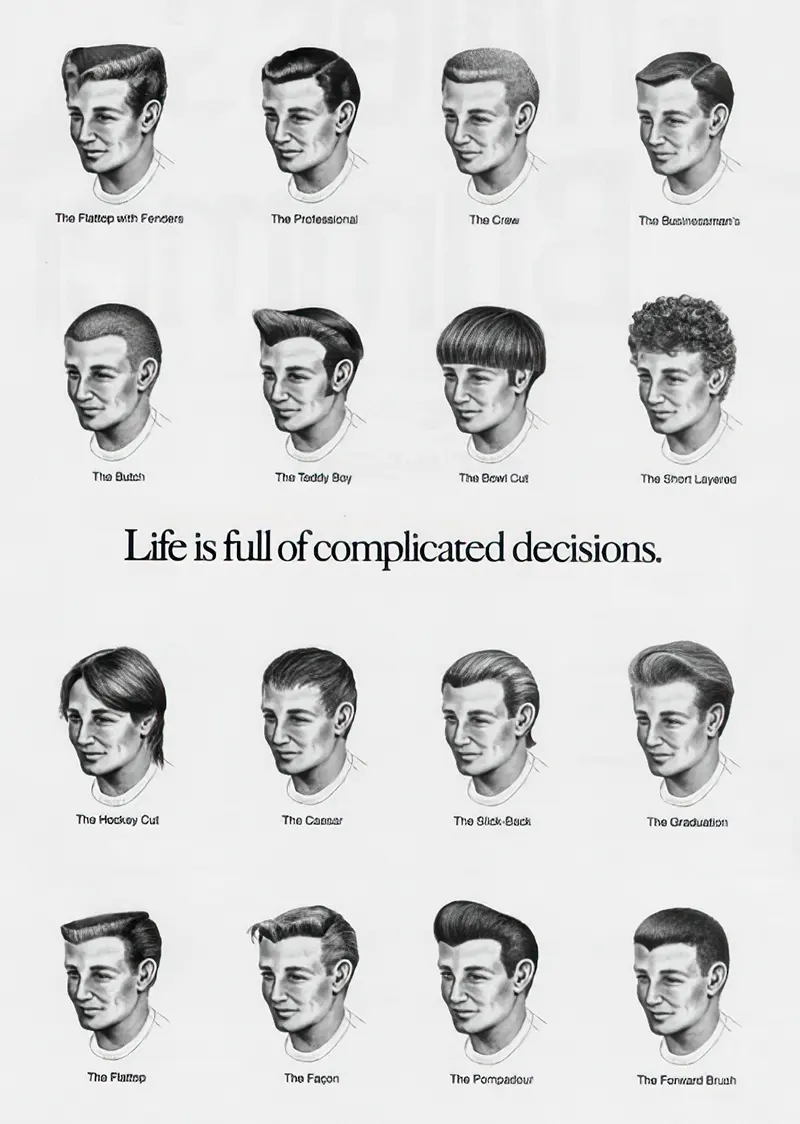 The Flattop with Fenders
The Professional
The Crew
The Businessman's
The Butch
The Teddy Boy
The Bowl Cut
The Short Layered
Life is full of complicated decisions.
The Hockey Cut
The Caesar
The Slick-Back
The Graduation
The Flattop
The Façon
The Pompadour
The Forward Brush